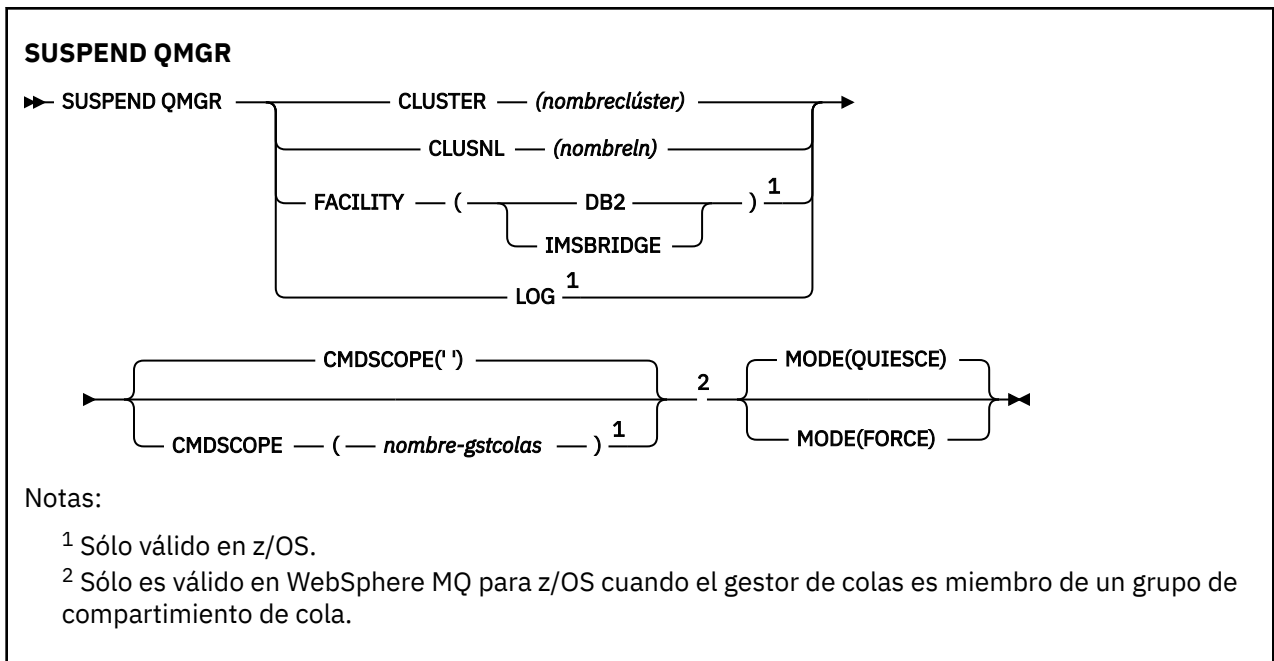 SUSPEND QMGR
SUSPEND QMGR CLUSTER (nombreclúster)
CLUSNL (nombreln)
FACILITY ( DB2 ) 1
IMSBRIDGE
LOG 1
CMDSCOPE(' ') 2 MODE(QUIESCE)
CMDSCOPE ( nombre-gstcolas ) 1 MODE(FORCE)
Notas:
1 Sólo válido en z/OS.
2 Sólo es válido en WebSphere MQ para z/OS cuando el gestor de colas es miembro de un grupo de
compartimiento de cola.